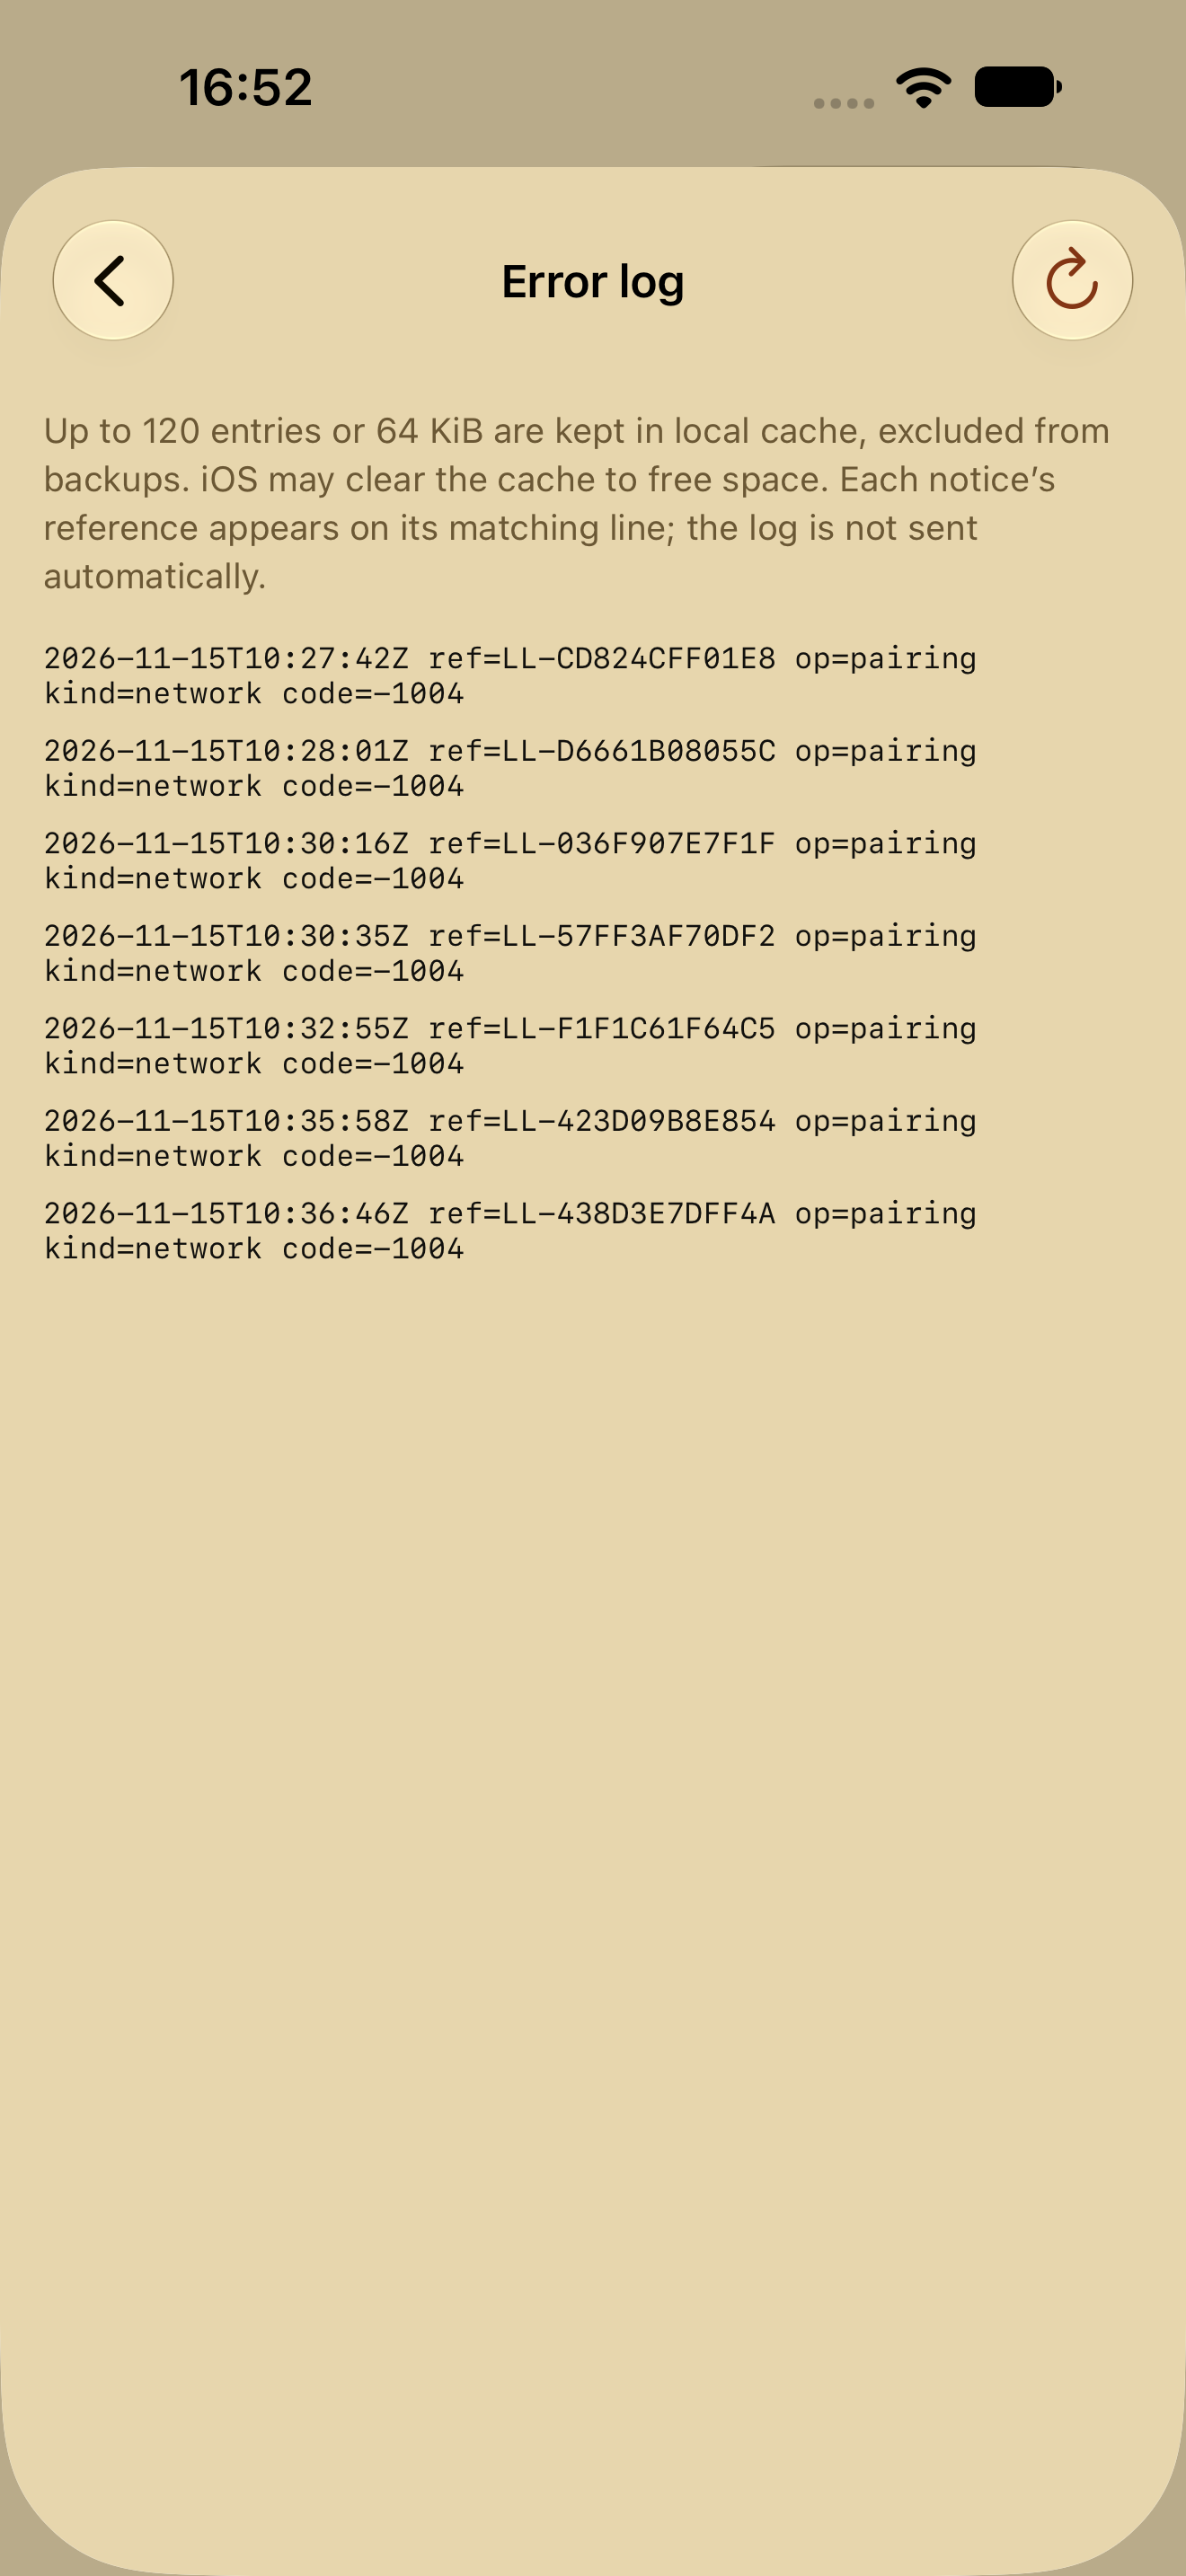 16:52
Error log
Up to 120 entries or 64 KiB are kept in local cache, excluded from
backups. iOS may clear the cache to free space. Each notice’s
reference appears on its matching line; the log is not sent
automatically.
2026-11-15T10:27:42Z ref=LL-CD824CFF01E8 op=pairing
kind=network code=-1004
2026-11-15T10:28:01Z ref=LL-D6661B08055C op=pairing
kind=network code=-1004
2026-11-15T10:30:16Z ref=LL-036F907E7F1F op=pairing
kind=network code=-1004
2026-11-15T10:30:35Z ref=LL-57FF3AF70DF2 op=pairing
kind=network code=-1004
2026-11-15T10:32:55Z ref=LL-F1F1C61F64C5 op=pairing
kind=network code=-1004
2026-11-15T10:35:58Z ref=LL-423D09B8E854 op=pairing
kind=network code=-1004
2026-11-15T10:36:46Z ref=LL-438D3E7DFF4A op=pairing
kind=network code=-1004